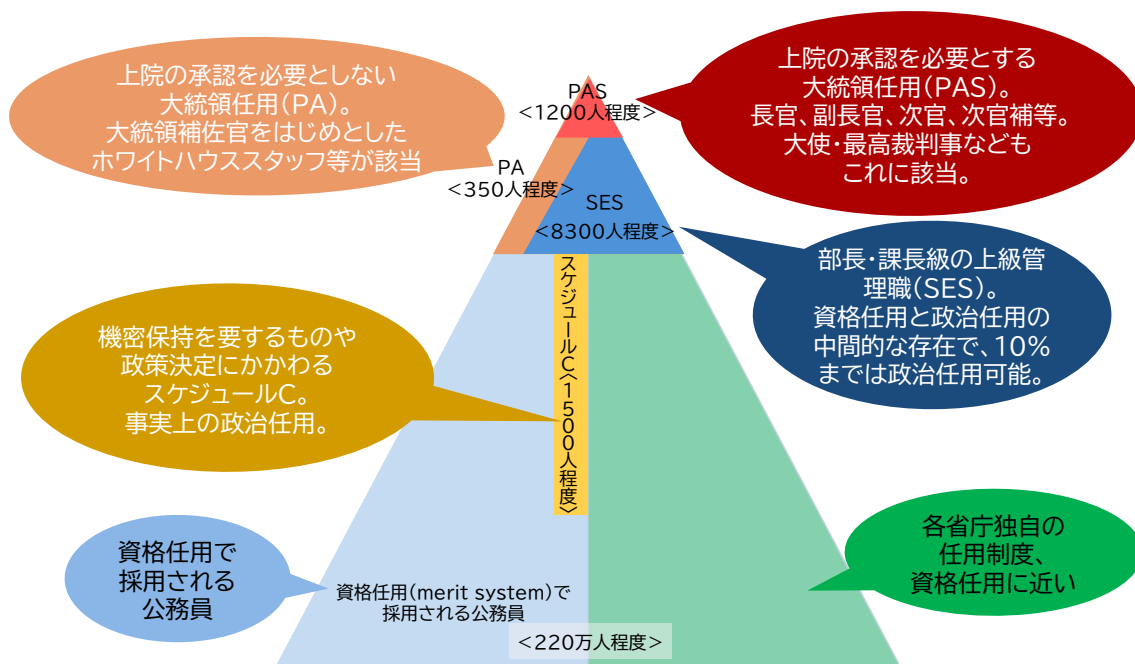 上院の承認を必要としない
大統領任用(PA)。
大統領補佐官をはじめとした
ホワイトハウススタッフ等が該当
PAS
<1200人程度>
上院の承認を必要とする
大統領任用(PAS)。
長官、副長官、次官、次官補等。
大使・最高裁判事なども
これに該当。
PA
<350人程度>
SES
<8300人程度>
部長・課長級の上級管
理職(SES)。
資格任用と政治任用の
中間的な存在で、10%
までは政治任用可能。
機密保持を要するものや
政策決定にかかわる
スケジュールC。
事実上の政治任用。
スケジュールC〈1500人程度〉
資格任用で
採用される
公務員
資格任用(merit system)で
採用される公務員
各省庁独自の
任用制度、
資格任用に近い
<220万人程度>